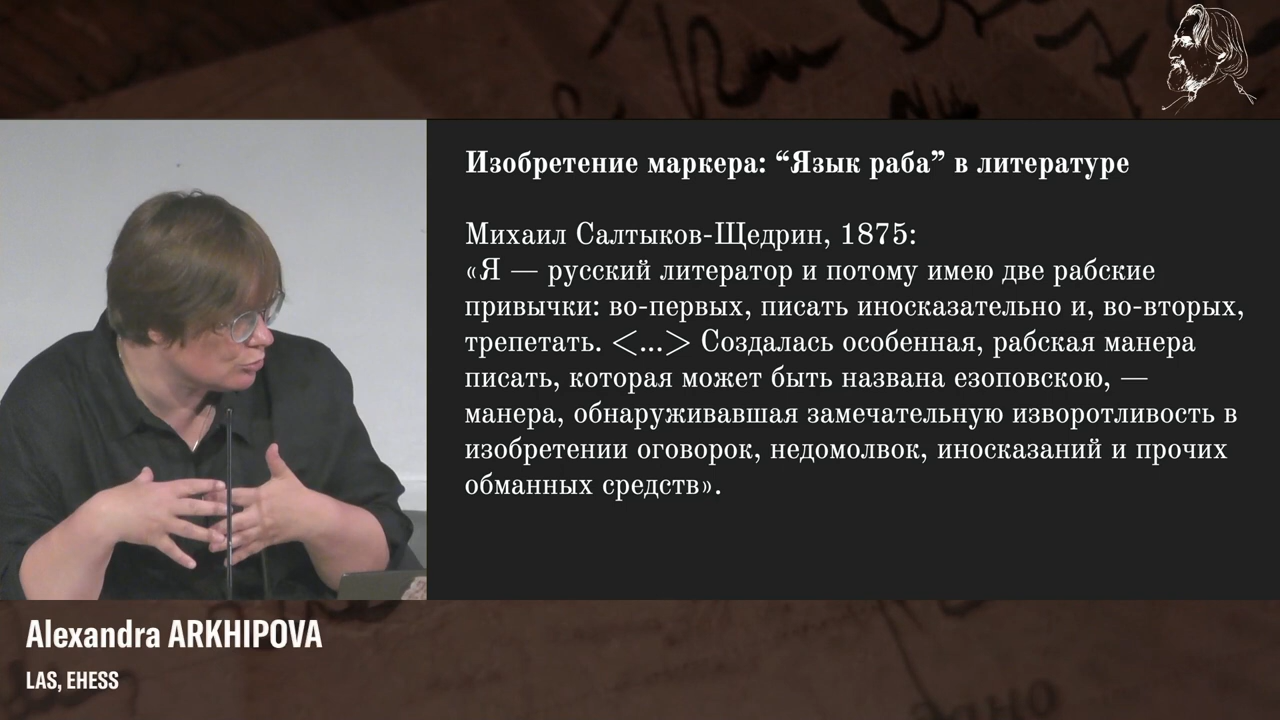 Изобретение маркера: “Язык раба” в литературе
Михаил Салтыков-Щедрин, 1875:
«Я — русский литератор и потому имею две рабские
привычки: во-первых, писать иносказательно и, во-вторых,
трепетать. <...> Создалась особенная, рабская манера
писать, которая может быть названа езоповскою, —
манера, обнаруживавшая замечательную изворотливость в
изобретении оговорок, недомолвок, иносказаний и прочих
обманных средств».
Alexandra ARKHIPOVA
LAS, EHESS